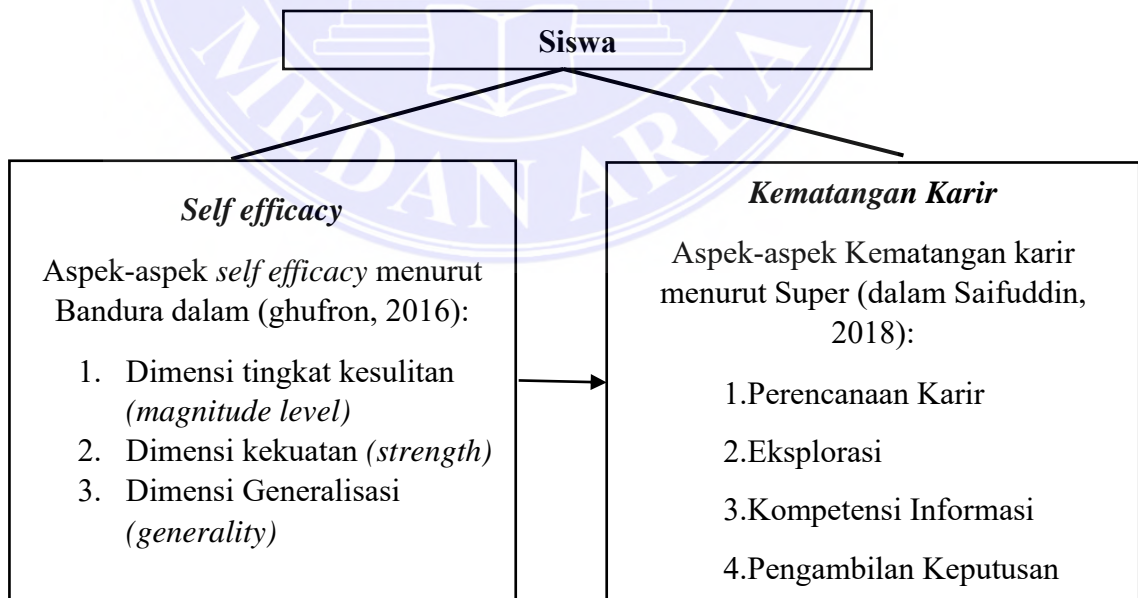 Siswa
Self efficacy
Aspek-aspek self efficacy menurut
Bandura dalam (ghufron, 2016):
1. Dimensi tingkat kesulitan
(magnitude level)
2. Dimensi kekuatan (strength)
3. Dimensi Generalisasi
(generality)
Kematangan Karir
Aspek-aspek Kematangan karir
menurut Super (dalam Saifuddin,
2018):
1.Perencanaan Karir
2.Eksplorasi
3.Kompetensi Informasi
4.Pengambilan Keputusan
MEDAN AREA